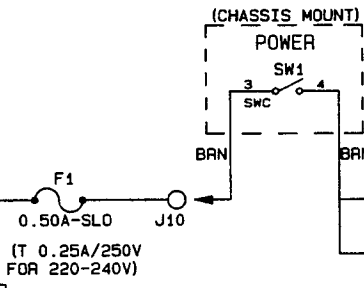 (CHASSIS MOUNT)
POWER
SW1
3 4
SWC
BRN BRN
F1
0.50A-SLO J10
(T 0.25A/250V
FOR 220-240V)